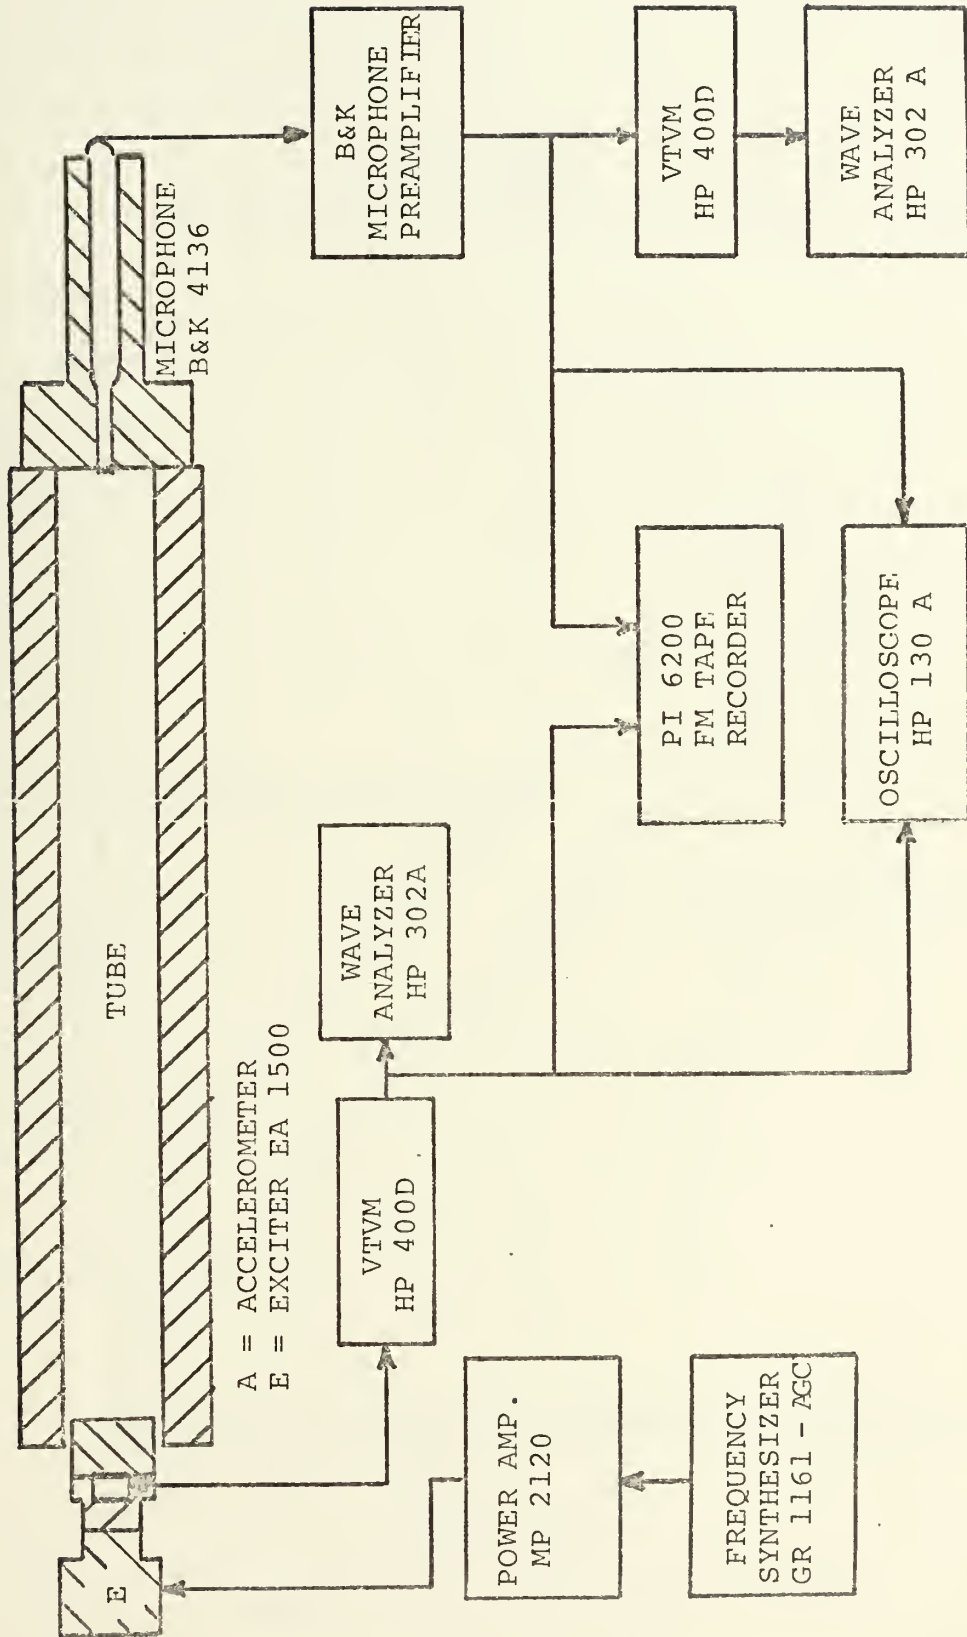 E
TUBE
MICROPHONE
B&K 4136
A = ACCELEROMETER
E = EXCITER EA 1500
B&K
MICROPHONE
PREAMPLIFIER
WAVE
ANALYZER
HP 302A
VTVM
HP 400D
POWER AMP.
MP 2120
FREQUENCY
SYNTHESIZER
GR 1161 - AGC
PI 6200
FM TAPE
RECORDER
OSCILLOSCOPE
HP 130 A
VTVM
HP 400D
WAVE
ANALYZER
HP 302 A